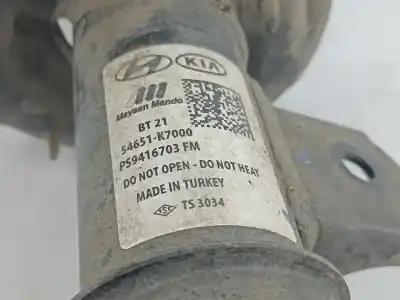 KIA
Maysan Mando
BT 21
54651-K7000
PS9416703 FM
DO NOT OPEN - DO NOT HEAT
MADE IN TURKEY
TSE TS 3034